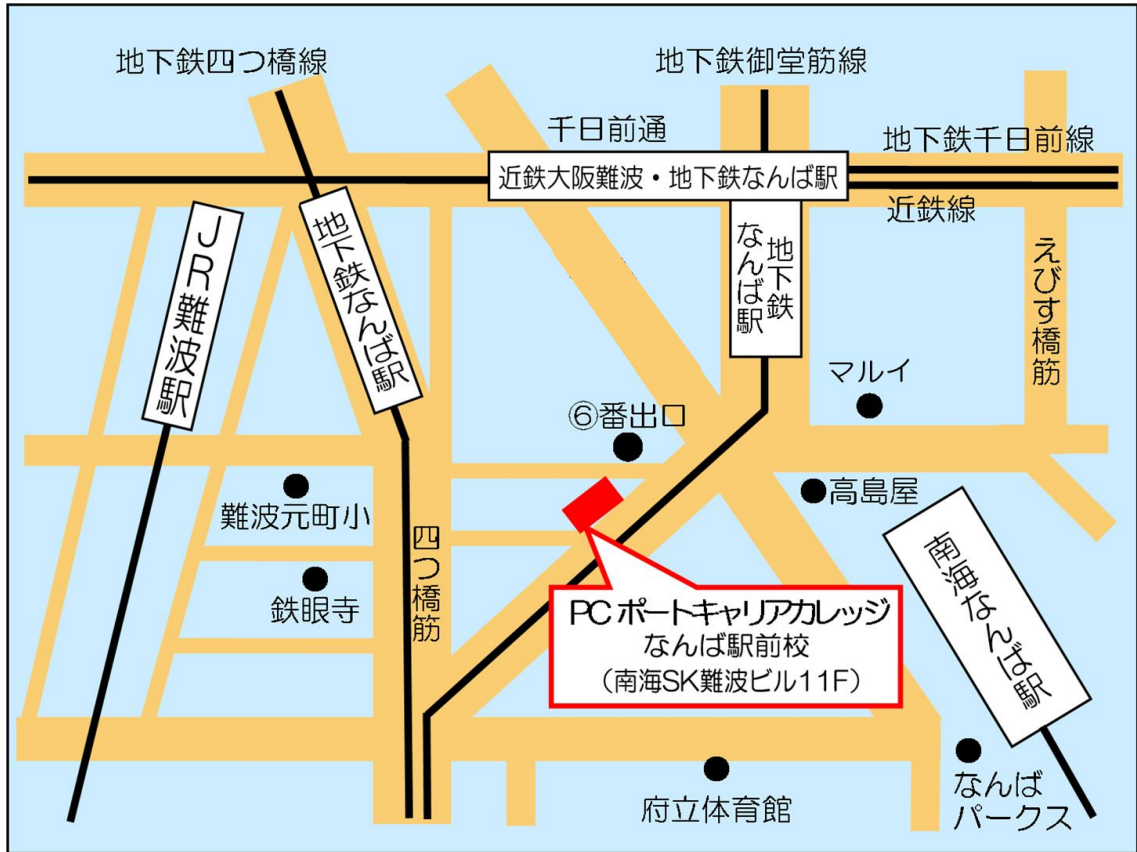 地下鉄四つ橋線
地下鉄御堂筋線
千日前通
地下鉄千日前線
近鉄大阪難波・地下鉄なんば駅
近鉄線
JR難波駅
地下鉄なんば駅
地下鉄
なんば駅
えびす橋筋
マルイ
⑥番出口
高島屋
難波元町小
四つ橋筋
鉄眼寺
南海なんば駅
PCポートキャリアカレッジ
なんば駅前校
(南海SK難波ビル11F)
府立体育館
なんば
パークス